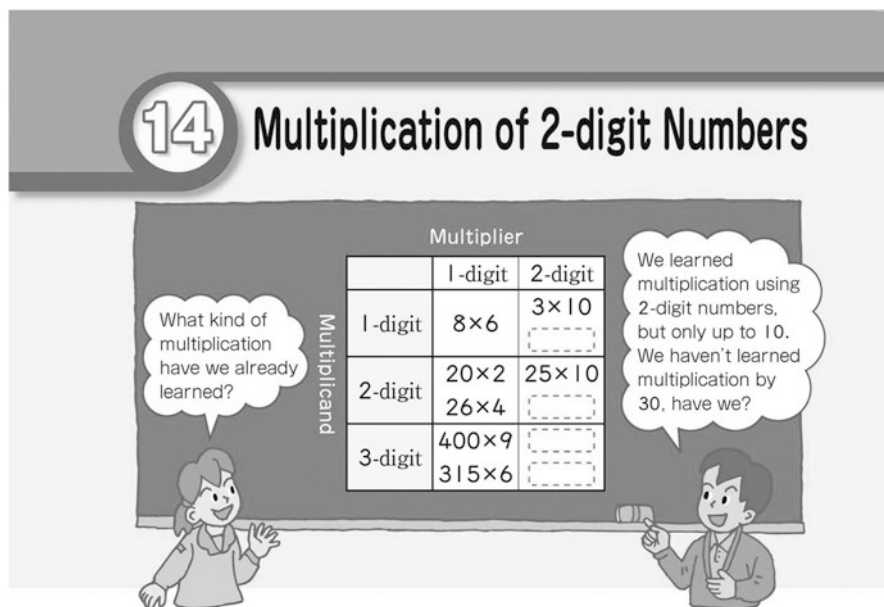 14 Multiplication of 2-digit Numbers
Multiplier
Multiplicand
1-digit 2-digit
1-digit 8×6 3×10
2-digit 20×2 25×10
26×4
3-digit 400×9
315×6
What kind of
multiplication
have we already
learned?
We learned
multiplication using
2-digit numbers,
but only up to 10.
We haven't learned
multiplication by
30, have we?